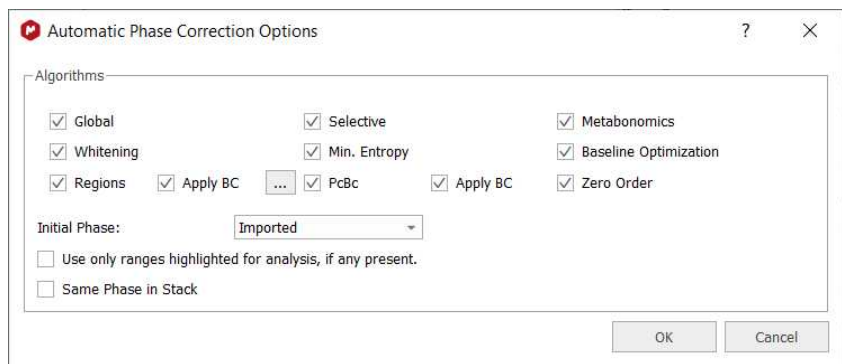 Automatic Phase Correction Options ?
Algorithms
Global Selective Metabonomics
Whitening Min. Entropy Baseline Optimization
Regions Apply BC ... PcBc Apply BC Zero Order
Initial Phase: Imported
Use only ranges highlighted for analysis, if any present.
Same Phase in Stack
OK Cancel